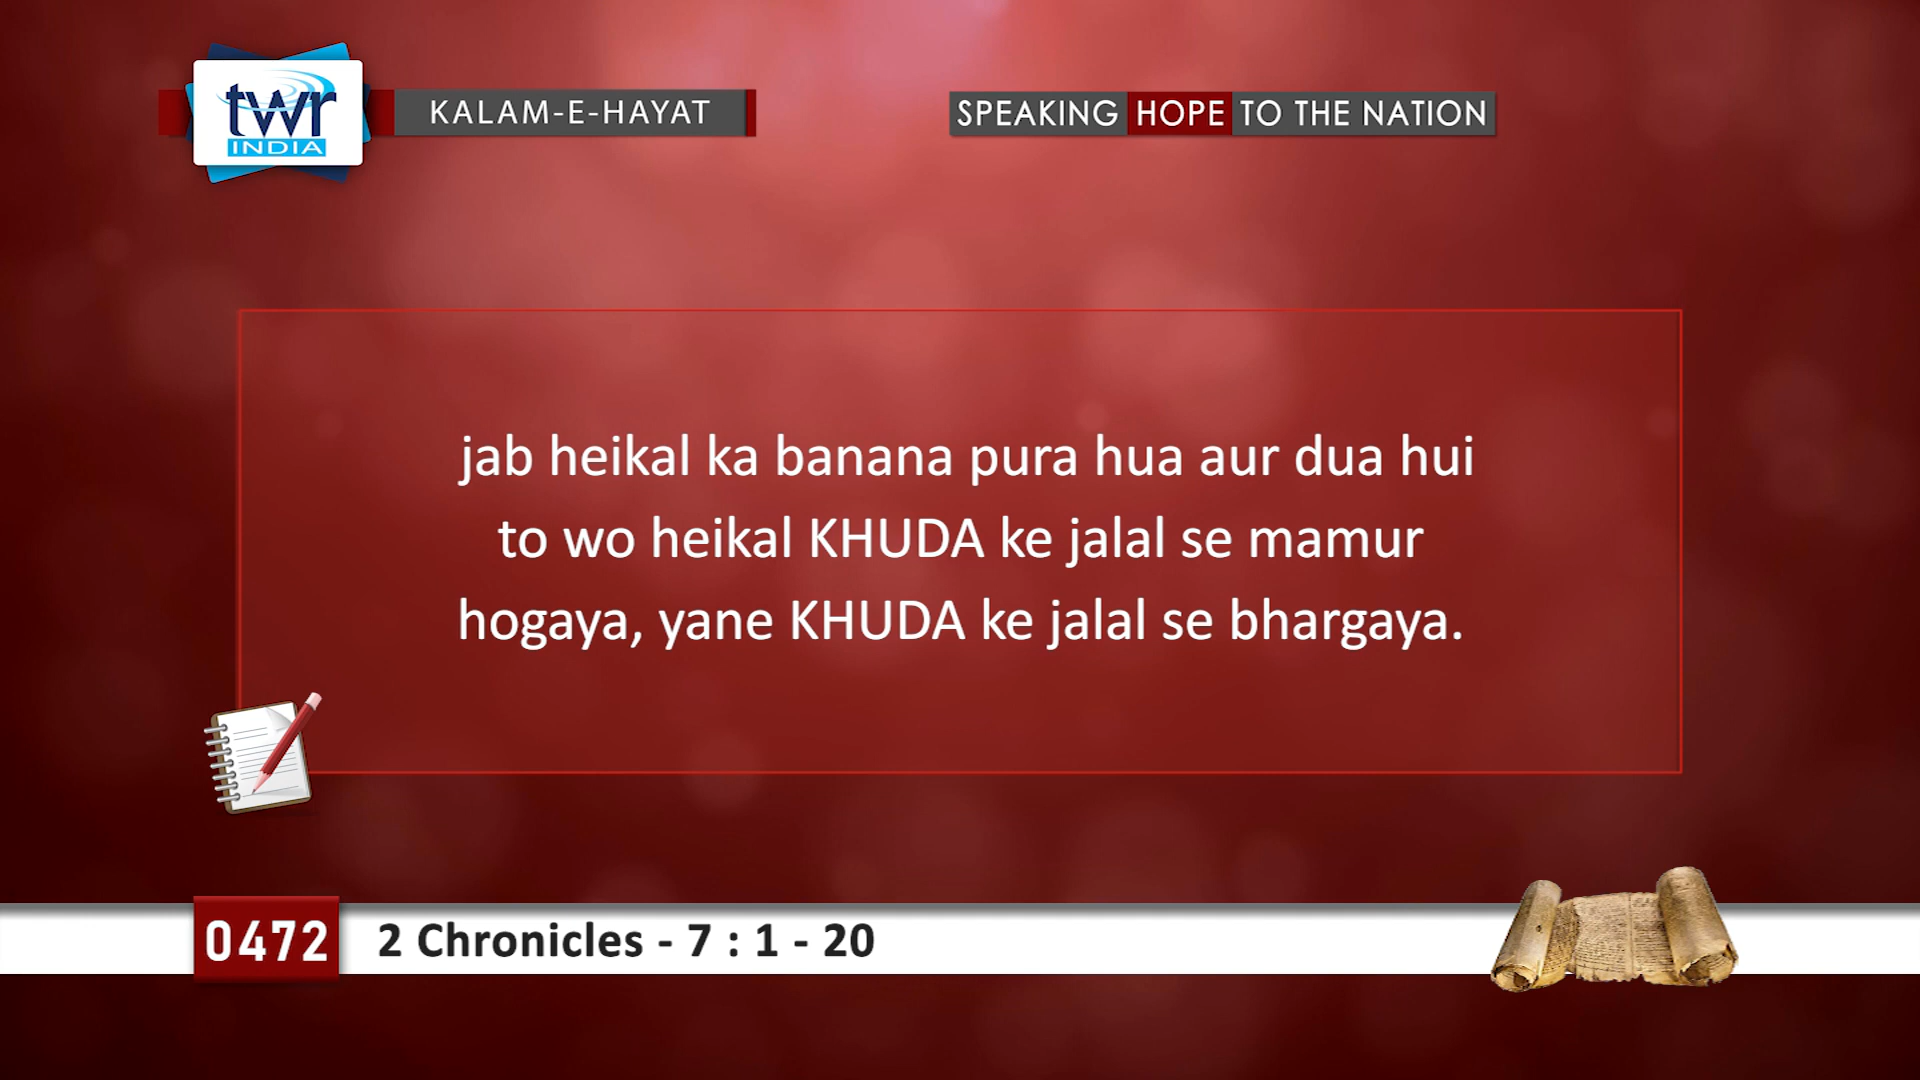 twr
INDIA
KALAM-E-HAYAT
SPEAKING HOPE TO THE NATION
jab heikal ka banana pura hua aur dua hui
to wo heikal KHUDA ke jalal se mamur
hogaya, yane KHUDA ke jalal se bhargaya.
0472
2 Chronicles - 7 : 1 - 20